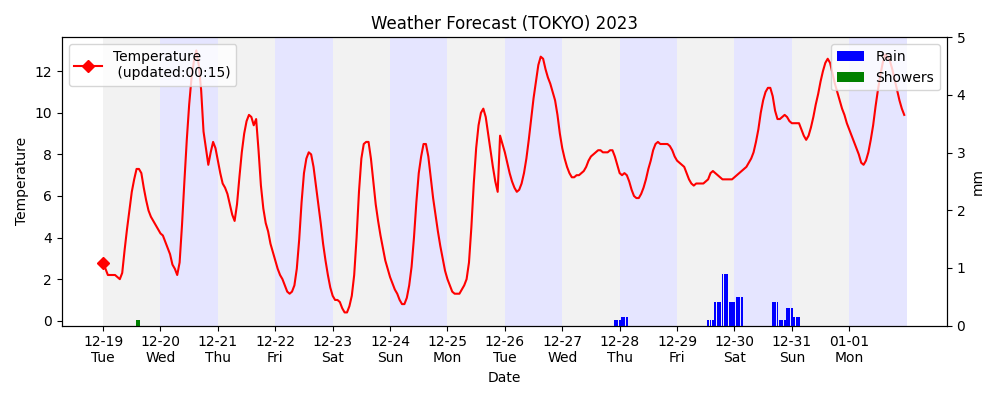 Weather Forecast (TOKYO) 2023
Temperature
(updated:00:15)
Rain
Showers
Temperature
0
2
4
6
8
10
12
mm
0
1
2
3
4
5
12-19 12-20 12-21 12-22 12-23 12-24 12-25 12-26 12-27 12-28 12-29 12-30 12-31 01-01
Tue Wed Thu Fri Sat Sun Mon Tue Wed Thu Fri Sat Sun Mon
Date